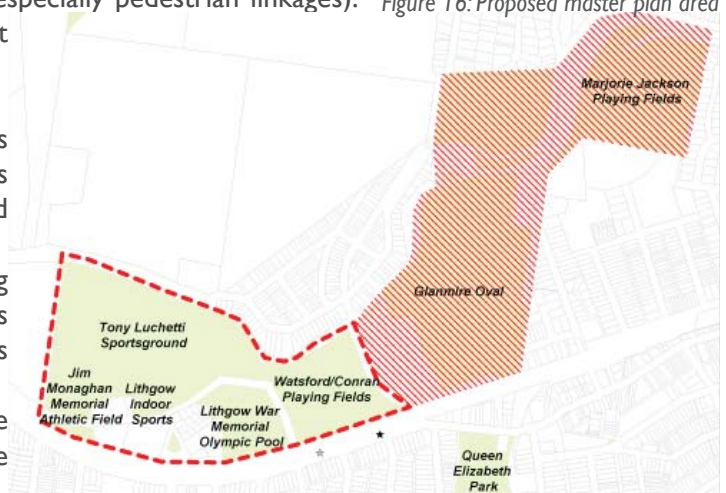 especially pedestrian linkages).
Figure 16: Proposed master plan area
t
s
s
d
g
s
s
e
e
Marjorie Jackson
Playing Fields
Glanmire Oval
Tony Luchetti
Sportsground
Jim
Monaghan
Memorial
Athletic Field
Lithgow
Indoor
Sports
Lithgow War
Memorial
Olympic Pool
Watsford/Conran
Playing Fields
Queen
Elizabeth
Park